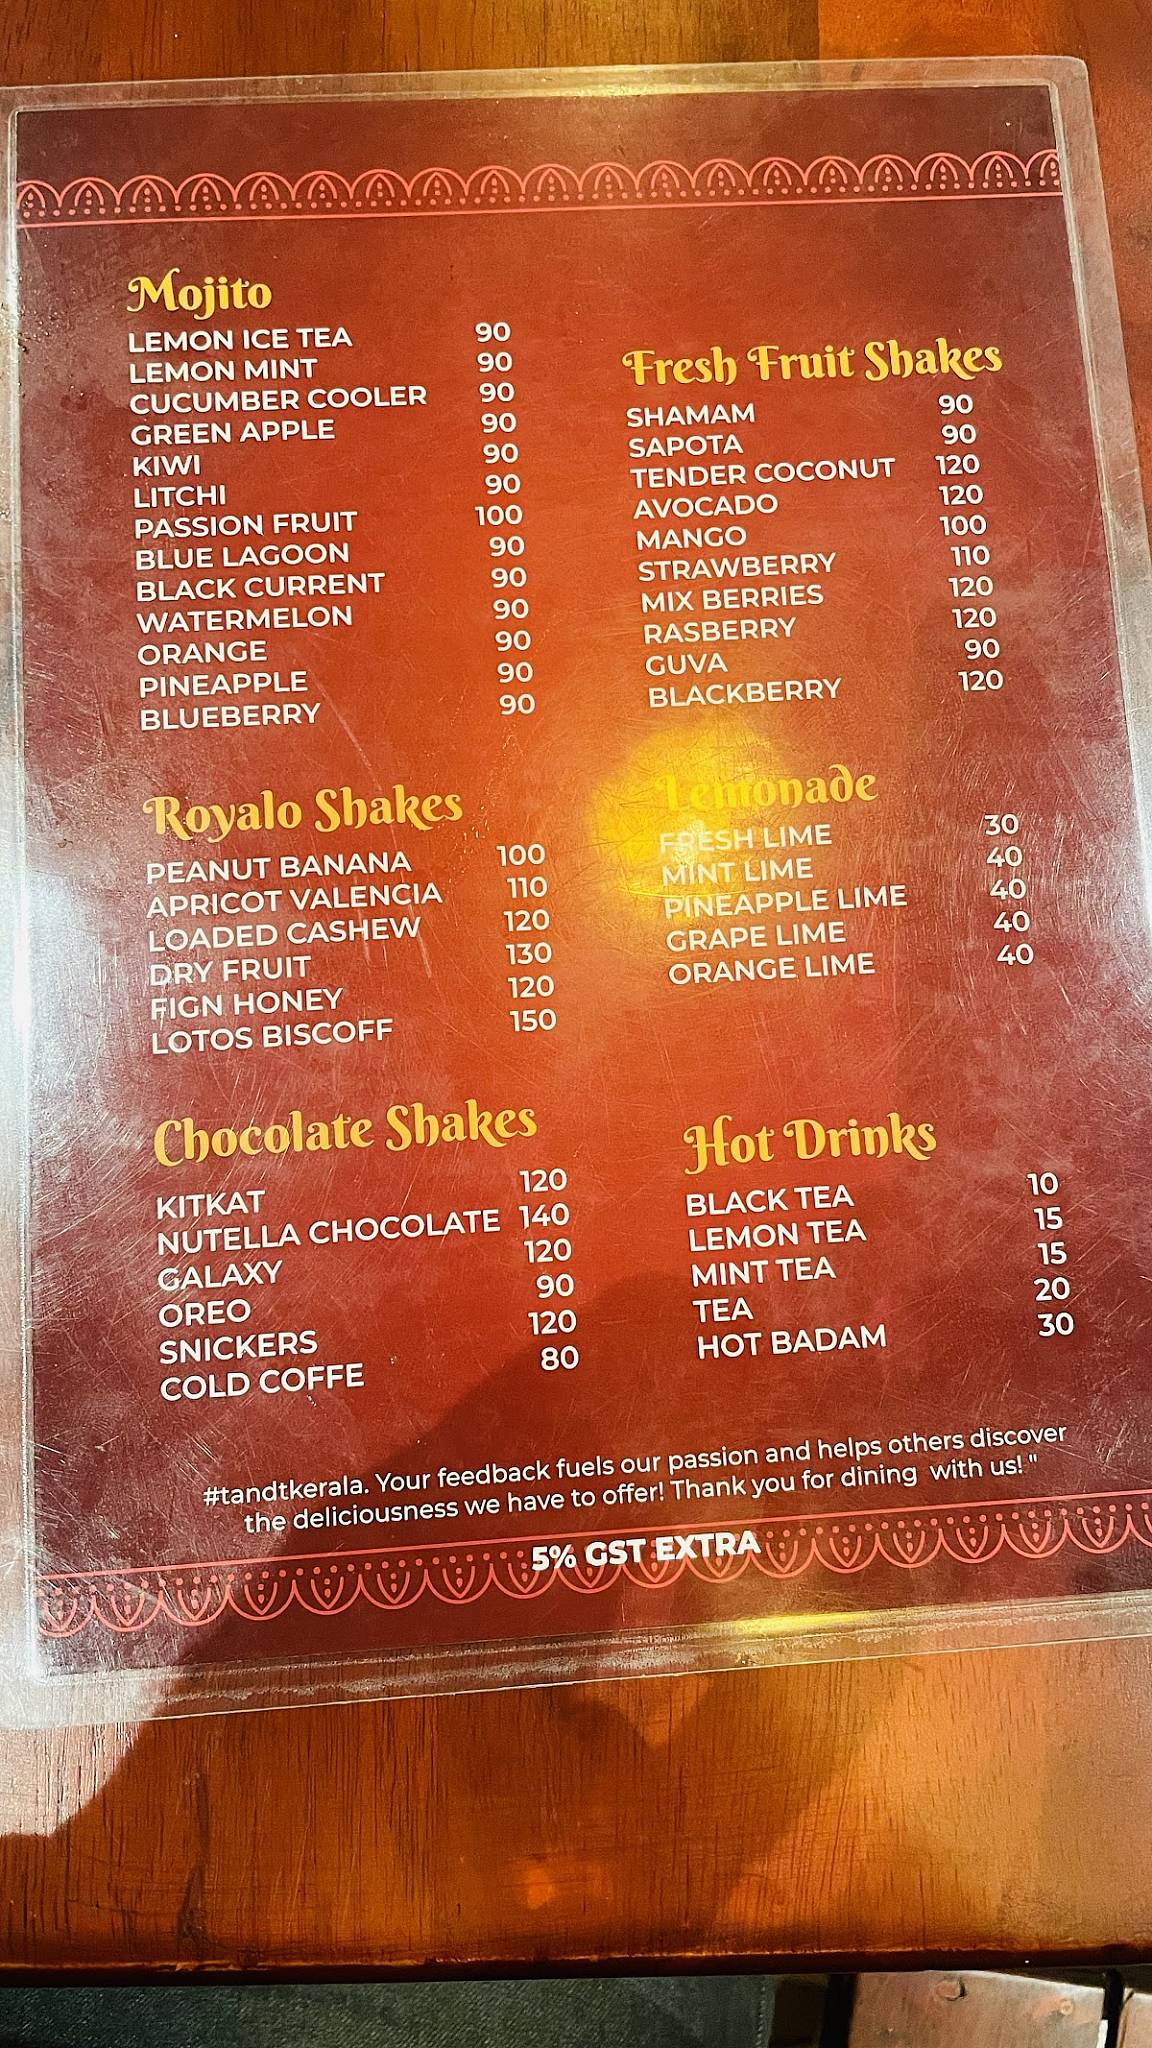 Mojito
LEMON ICE TEA 90
LEMON MINT 90
CUCUMBER COOLER 90
GREEN APPLE 90
KIWI 90
LITCHI 90
PASSION FRUIT 100
BLUE LAGOON 90
BLACK CURRENT 90
WATERMELON 90
ORANGE 90
PINEAPPLE 90
BLUEBERRY 90
Royalo Shakes
PEANUT BANANA 100
APRICOT VALENCIA 110
LOADED CASHEW 120
DRY FRUIT 130
FIGN HONEY 120
LOTOS BISCOFF 150
Chocolate Shakes
KITKAT 120
NUTELLA CHOCOLATE 140
GALAXY 120
OREO 90
SNICKERS 120
COLD COFFE 80
Fresh Fruit Shakes
SHAMAM 90
SAPOTA 90
TENDER COCONUT 120
AVOCADO 120
MANGO 100
STRAWBERRY 110
MIX BERRIES 120
RASBERRY 120
GUVA 90
BLACKBERRY 120
Lemonade
FRESH LIME 30
MINT LIME 40
PINEAPPLE LIME 40
GRAPE LIME 40
ORANGE LIME 40
Hot Drinks
BLACK TEA 10
LEMON TEA 15
MINT TEA 15
TEA 20
HOT BADAM 30
#tandtkerala. Your feedback fuels our passion and helps others discover
the deliciousness we have to offer! Thank you for dining with us! "
5% GST EXTRA